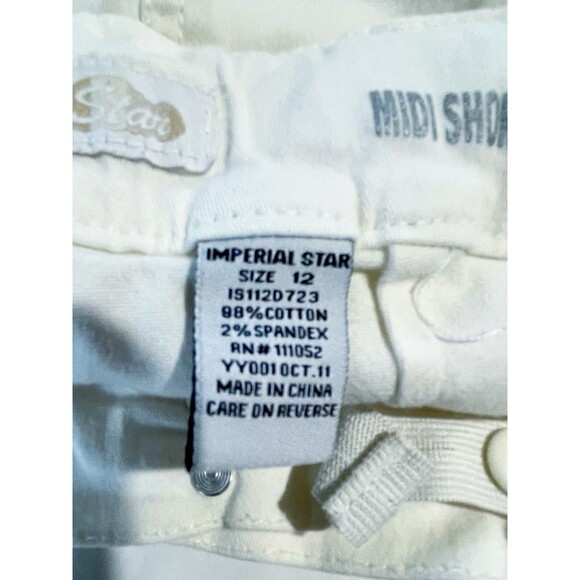 Star
MIDI SHOR
IMPERIAL STAR
SIZE 12
IS112D723
98%COTTON
2%SPANDEX
RN# 111052
YY001OCT.11
MADE IN CHINA
CARE ON REVERSE